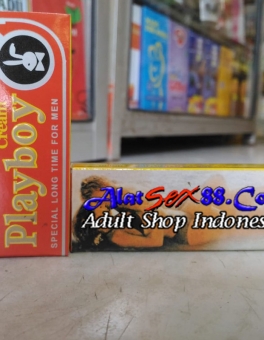 Cream
Playboy
SPECIAL LONG TIME FOR MEN
AlatSex88.Co
Adult Shop Indones